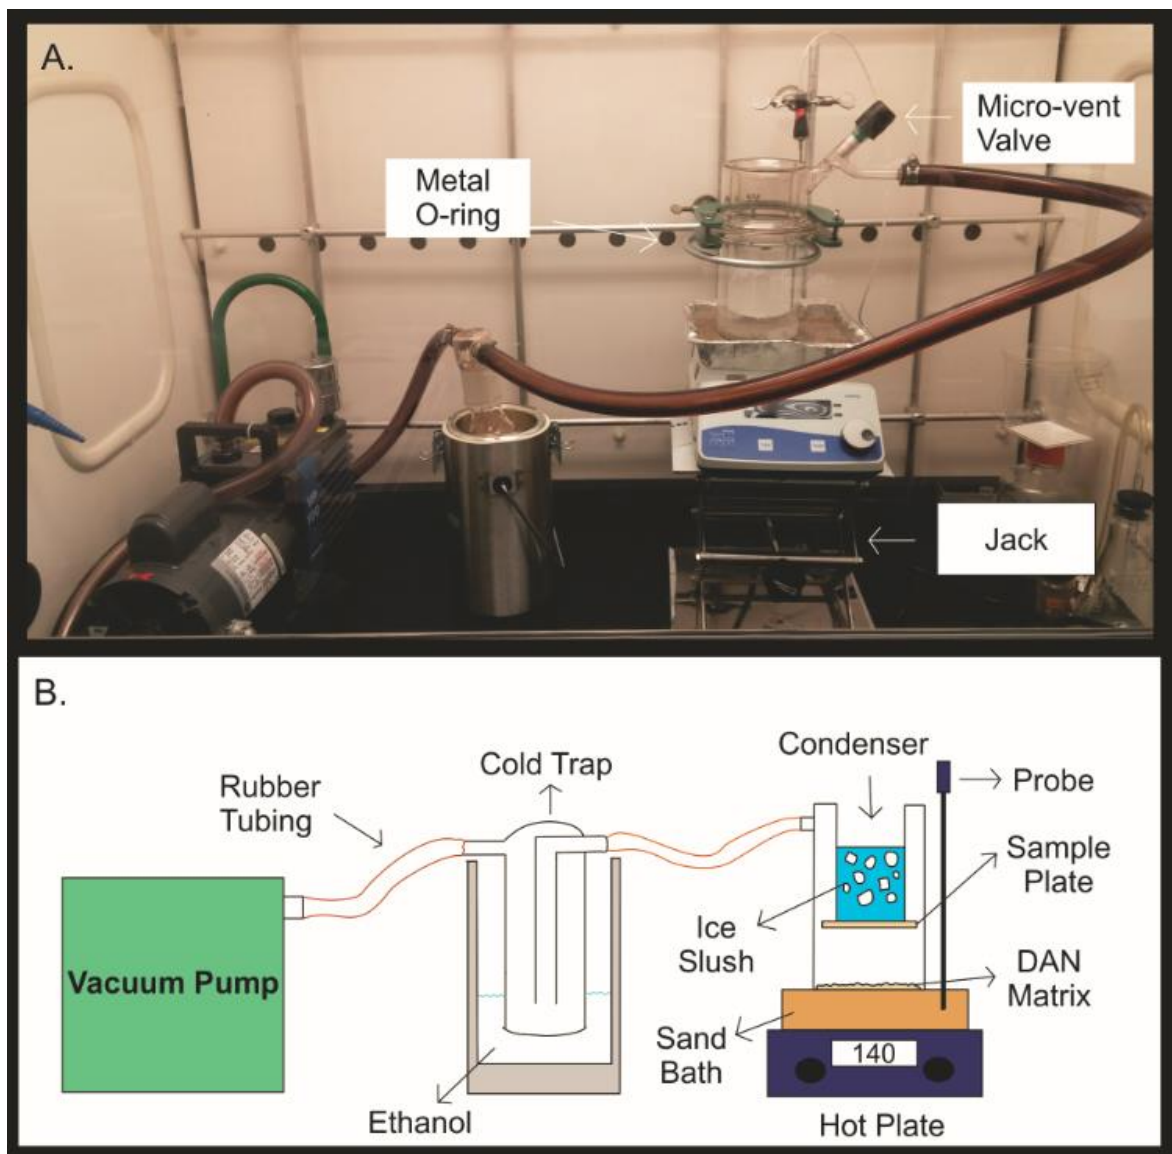 A.
Micro-vent
Valve
Metal
O-ring
Jack
B.
Condenser
Cold Trap
Probe
Rubber
Tubing
Sample
Plate
Ice
Slush
Vacuum Pump
DAN
Matrix
Sand
Bath
140
Ethanol
Hot Plate